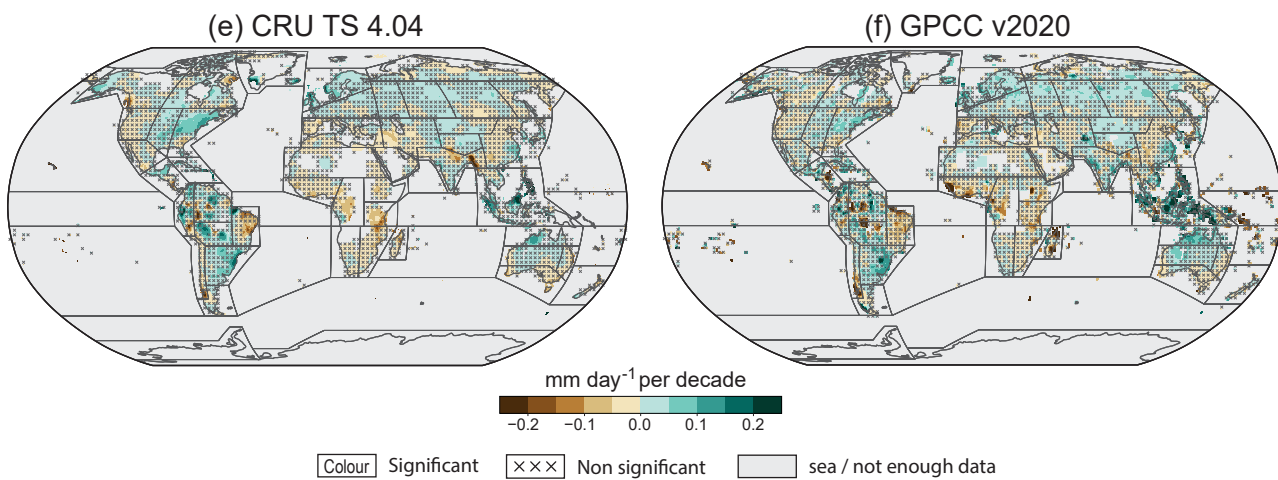 (e) CRU TS 4.04
(f) GPCC v2020
mm day⁻¹ per decade
−0.2 −0.1 0.0 0.1 0.2
Colour Significant ××× Non significant sea / not enough data